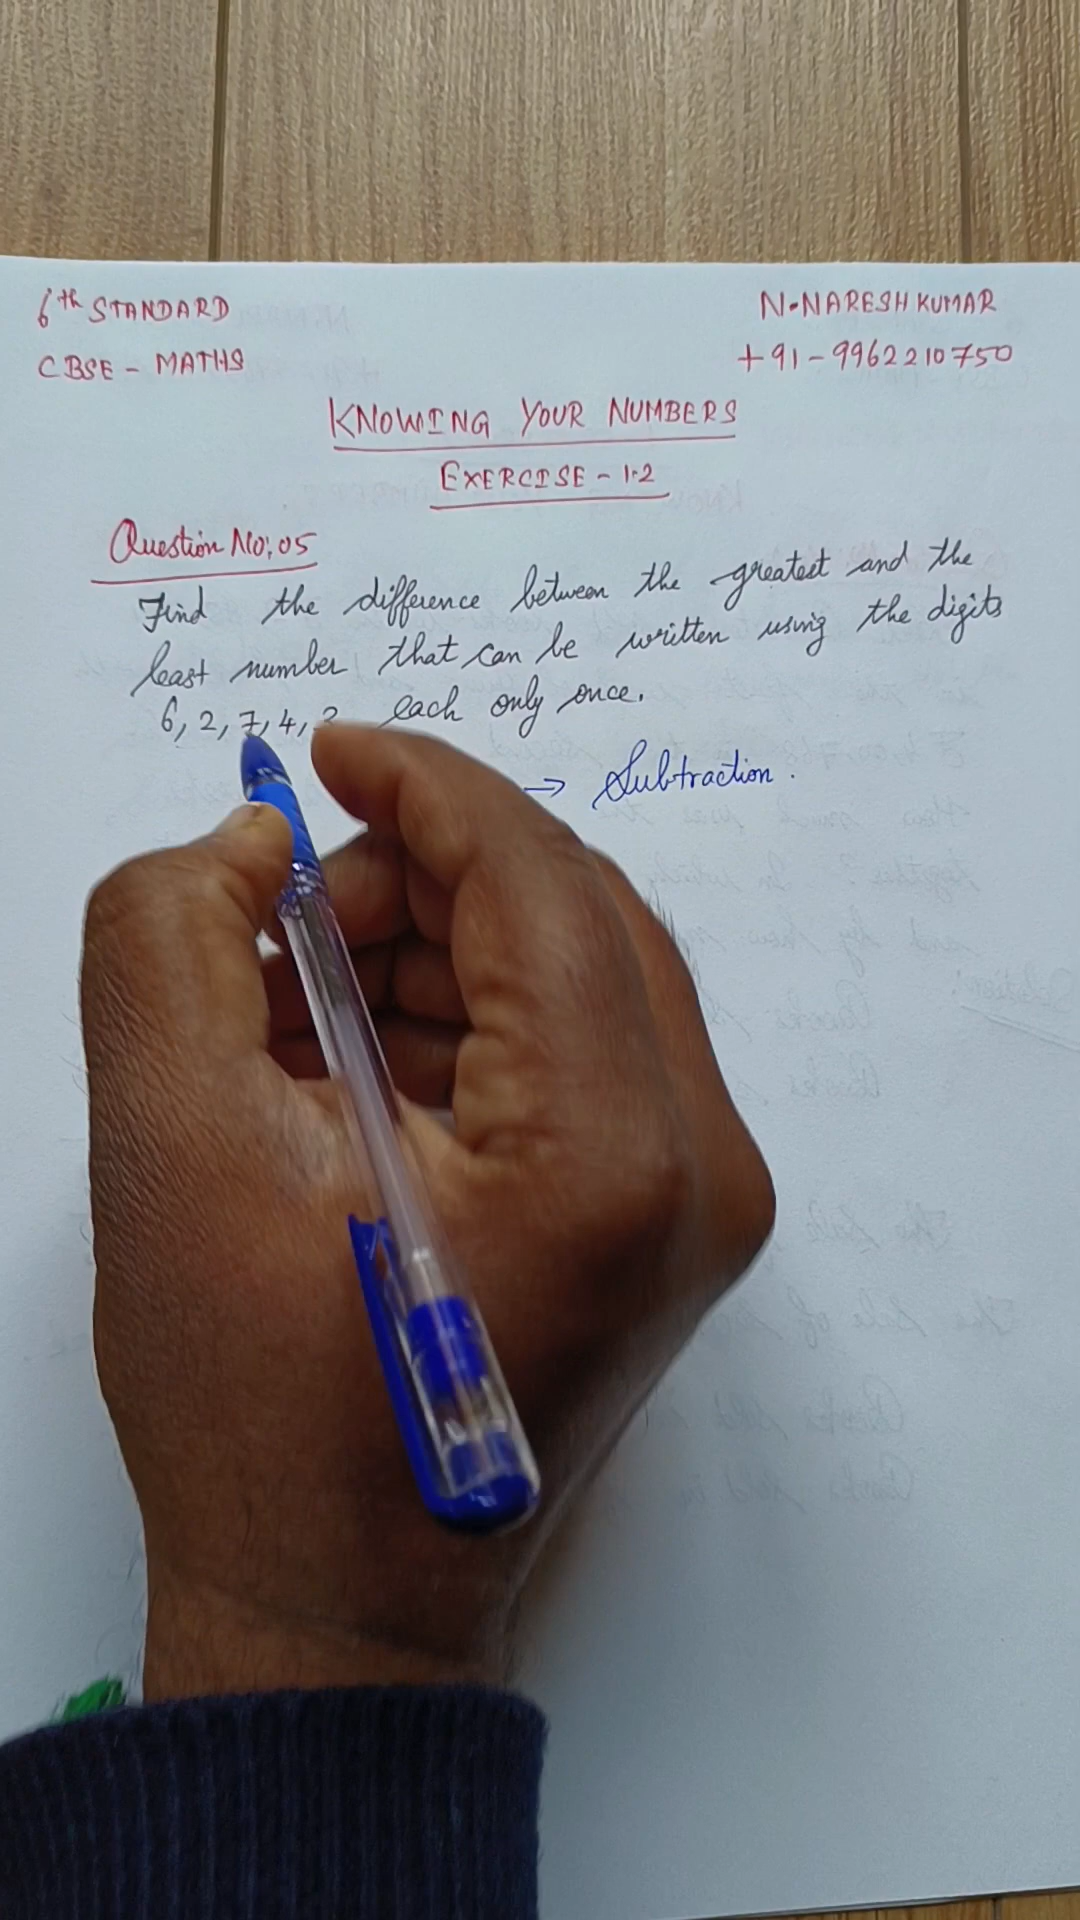 6th STANDARD
N.NARESH KUMAR
CBSE - MATHS
+91-9962210750
KNOWING YOUR NUMBERS
EXERCISE - 1.2
Question No: 05
Find the difference between the greatest and the
least number that can be written using the digits
6, 2, 7, 4, 3 each only once.
→ Subtraction.